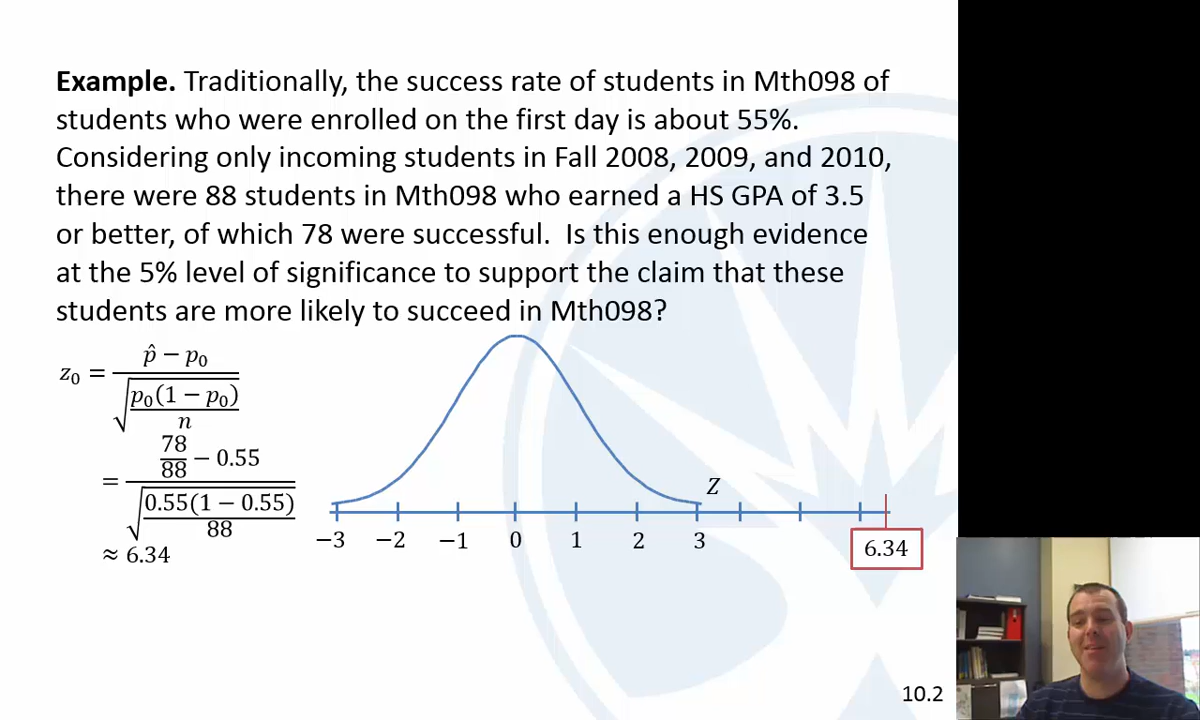 Example. Traditionally, the success rate of students in Mth098 of
students who were enrolled on the first day is about 55%.
Considering only incoming students in Fall 2008, 2009, and 2010,
there were 88 students in Mth098 who earned a HS GPA of 3.5
or better, of which 78 were successful.  Is this enough evidence
at the 5% level of significance to support the claim that these
students are more likely to succeed in Mth098?
z₀ = (p̂ − p₀) / √(p₀(1 − p₀)/n)
= (78/88 − 0.55) / √(0.55(1 − 0.55)/88)
≈ 6.34
Z
−3 −2 −1 0 1 2 3 6.34
10.2